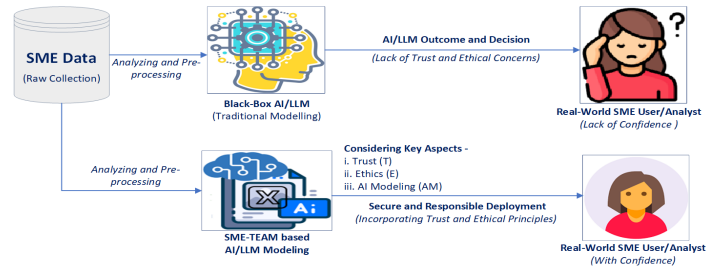 SME Data
(Raw Collection)
Analyzing and Pre-
processing
Black-Box AI/LLM
(Traditional Modelling)
AI/LLM Outcome and Decision
(Lack of Trust and Ethical Concerns)
?
Real-World SME User/Analyst
(Lack of Confidence )
Analyzing and Pre-
processing
X
Ai
SME-TEAM based
AI/LLM Modeling
Considering Key Aspects -
i. Trust (T)
ii. Ethics (E)
iii. AI Modeling (AM)
Secure and Responsible Deployment
(Incorporating Trust and Ethical Principles)
Real-World SME User/Analyst
(With Confidence)